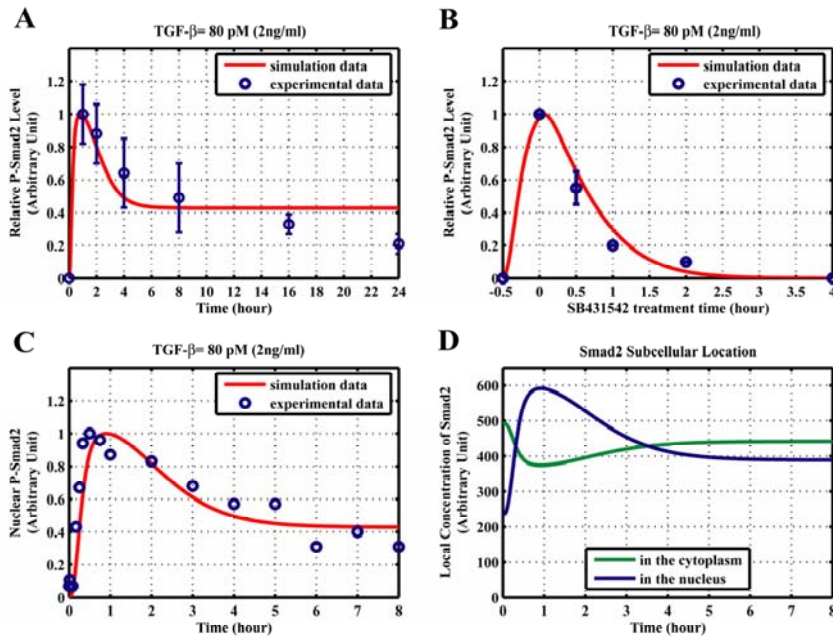 A
TGF-β= 80 pM (2ng/ml)
simulation data
experimental data
Relative P-Smad2 Level
(Arbitrary Unit)
1.2
1
0.8
0.6
0.4
0.2
0
0 2 4 6 8 10 12 14 16 18 20 22 24
Time (hour)
B
TGF-β= 80 pM (2ng/ml)
simulation data
experimental data
Relative P-Smad2 Level
(Arbitrary Unit)
1.2
1
0.8
0.6
0.4
0.2
0
-0.5 0 0.5 1 1.5 2 2.5 3 3.5 4
SB431542 treatment time (hour)
C
TGF-β= 80 pM (2ng/ml)
simulation data
experimental data
Nuclear P-Smad2
(Arbitrary Unit)
1.2
1
0.8
0.6
0.4
0.2
0
0 1 2 3 4 5 6 7 8
Time (hour)
D
Smad2 Subcellular Location
Local Concentration of Smad2
(Arbitrary Unit)
600
500
400
300
200
100
0
in the cytoplasm
in the nucleus
0 1 2 3 4 5 6 7 8
Time (hour)